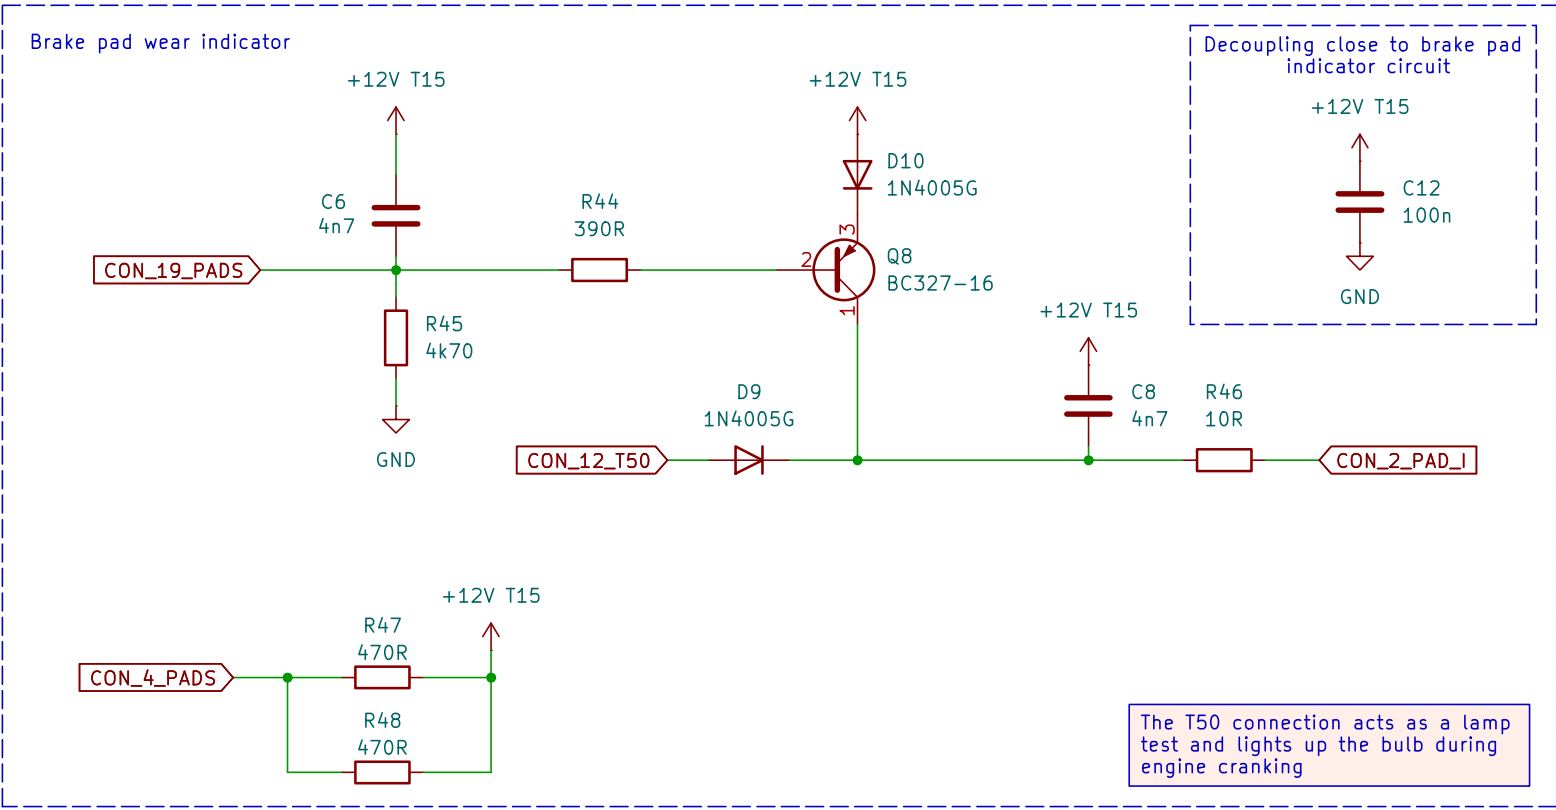 Brake pad wear indicator
Decoupling close to brake pad
indicator circuit
+12V T15
+12V T15
+12V T15
D10
1N4005G
C6
4n7
R44
390R
C12
100n
3
2
1
Q8
BC327-16
CON_19_PADS
GND
+12V T15
R45
4k70
D9
1N4005G
C8
4n7
R46
10R
GND
CON_12_T50
CON_2_PAD_I
+12V T15
R47
470R
CON_4_PADS
R48
470R
The T50 connection acts as a lamp
test and lights up the bulb during
engine cranking